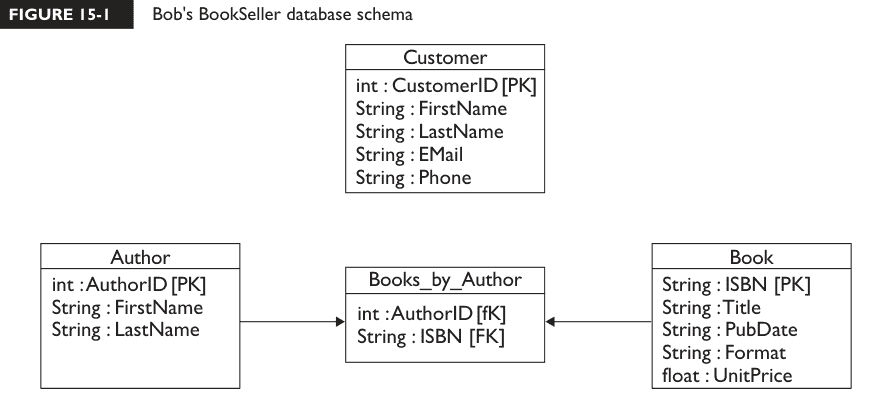 FIGURE 15-1 Bob's BookSeller database schema
Customer
int : CustomerID [PK]
String : FirstName
String : LastName
String : EMail
String : Phone
Author
int : AuthorID [PK]
String : FirstName
String : LastName
Books_by_Author
int : AuthorID [fK]
String : ISBN [FK]
Book
String : ISBN [PK]
String : Title
String : PubDate
String : Format
float : UnitPrice